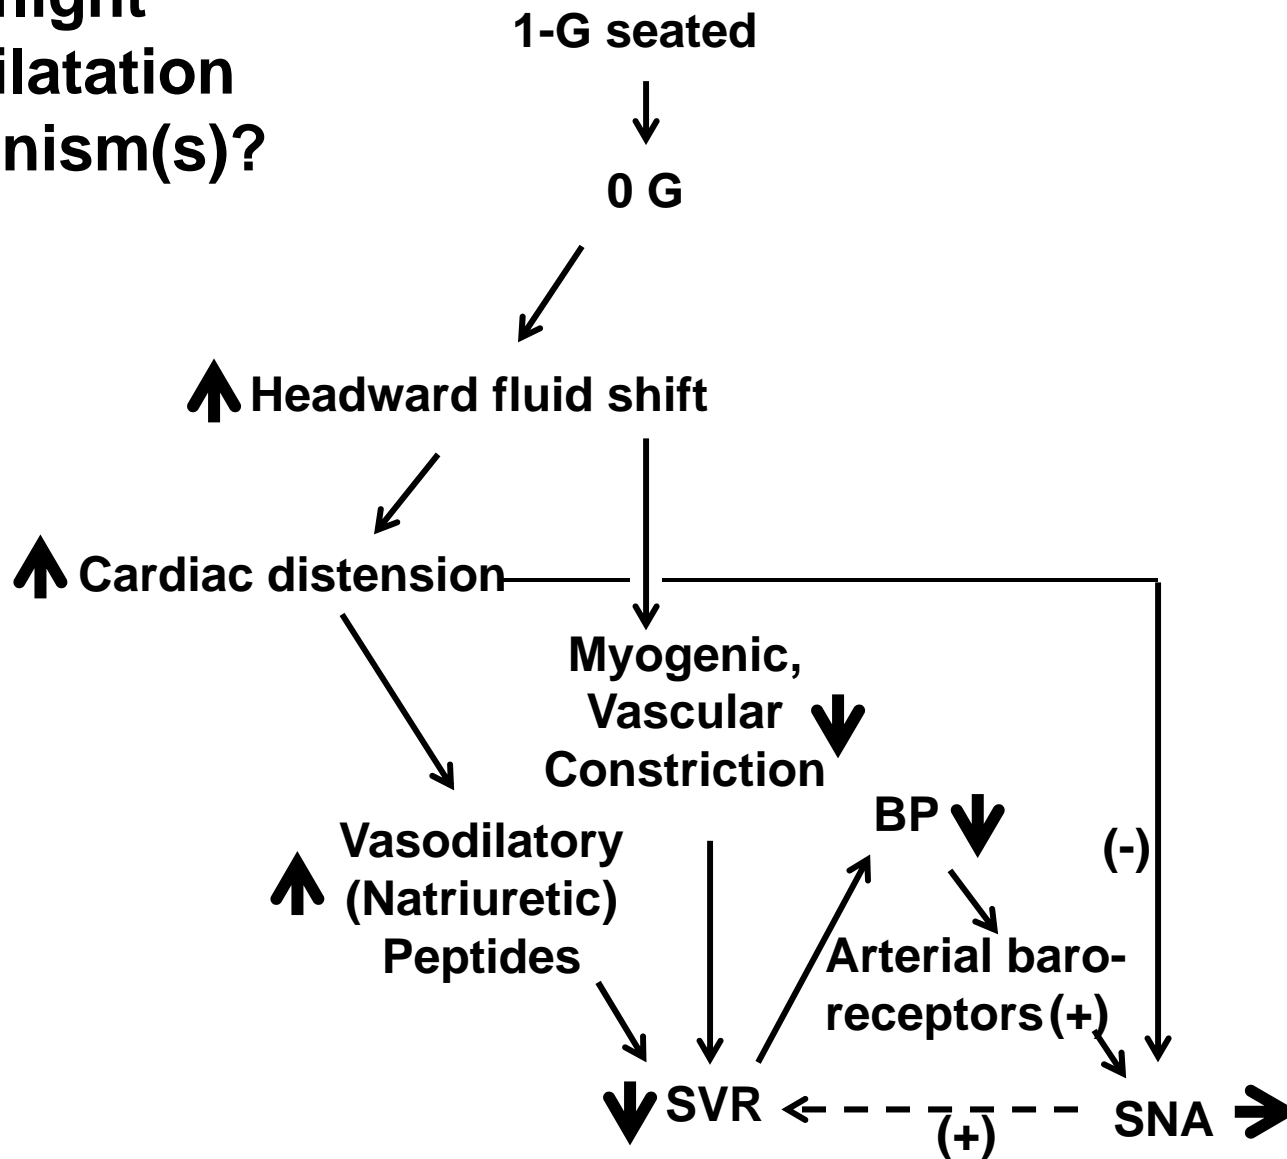 ilatation
nism(s)?
1-G seated
0 G
Headward fluid shift
Cardiac distension
Myogenic,
Vascular
Constriction
BP
(-)
Vasodilatory
(Natriuretic)
Peptides
Arterial baro-
receptors (+)
SVR
(+)
SNA